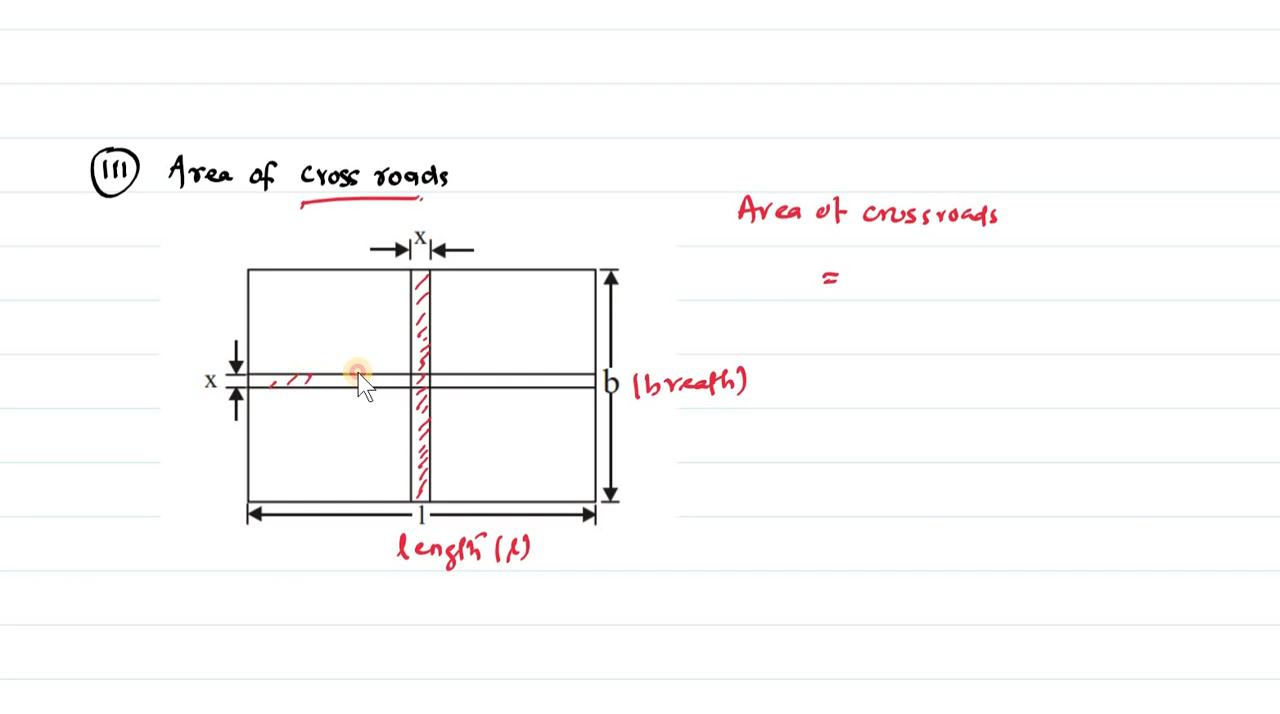 III Area of cross roads
Area of crossroads
=
x
x
b (breath)
l
length (l)